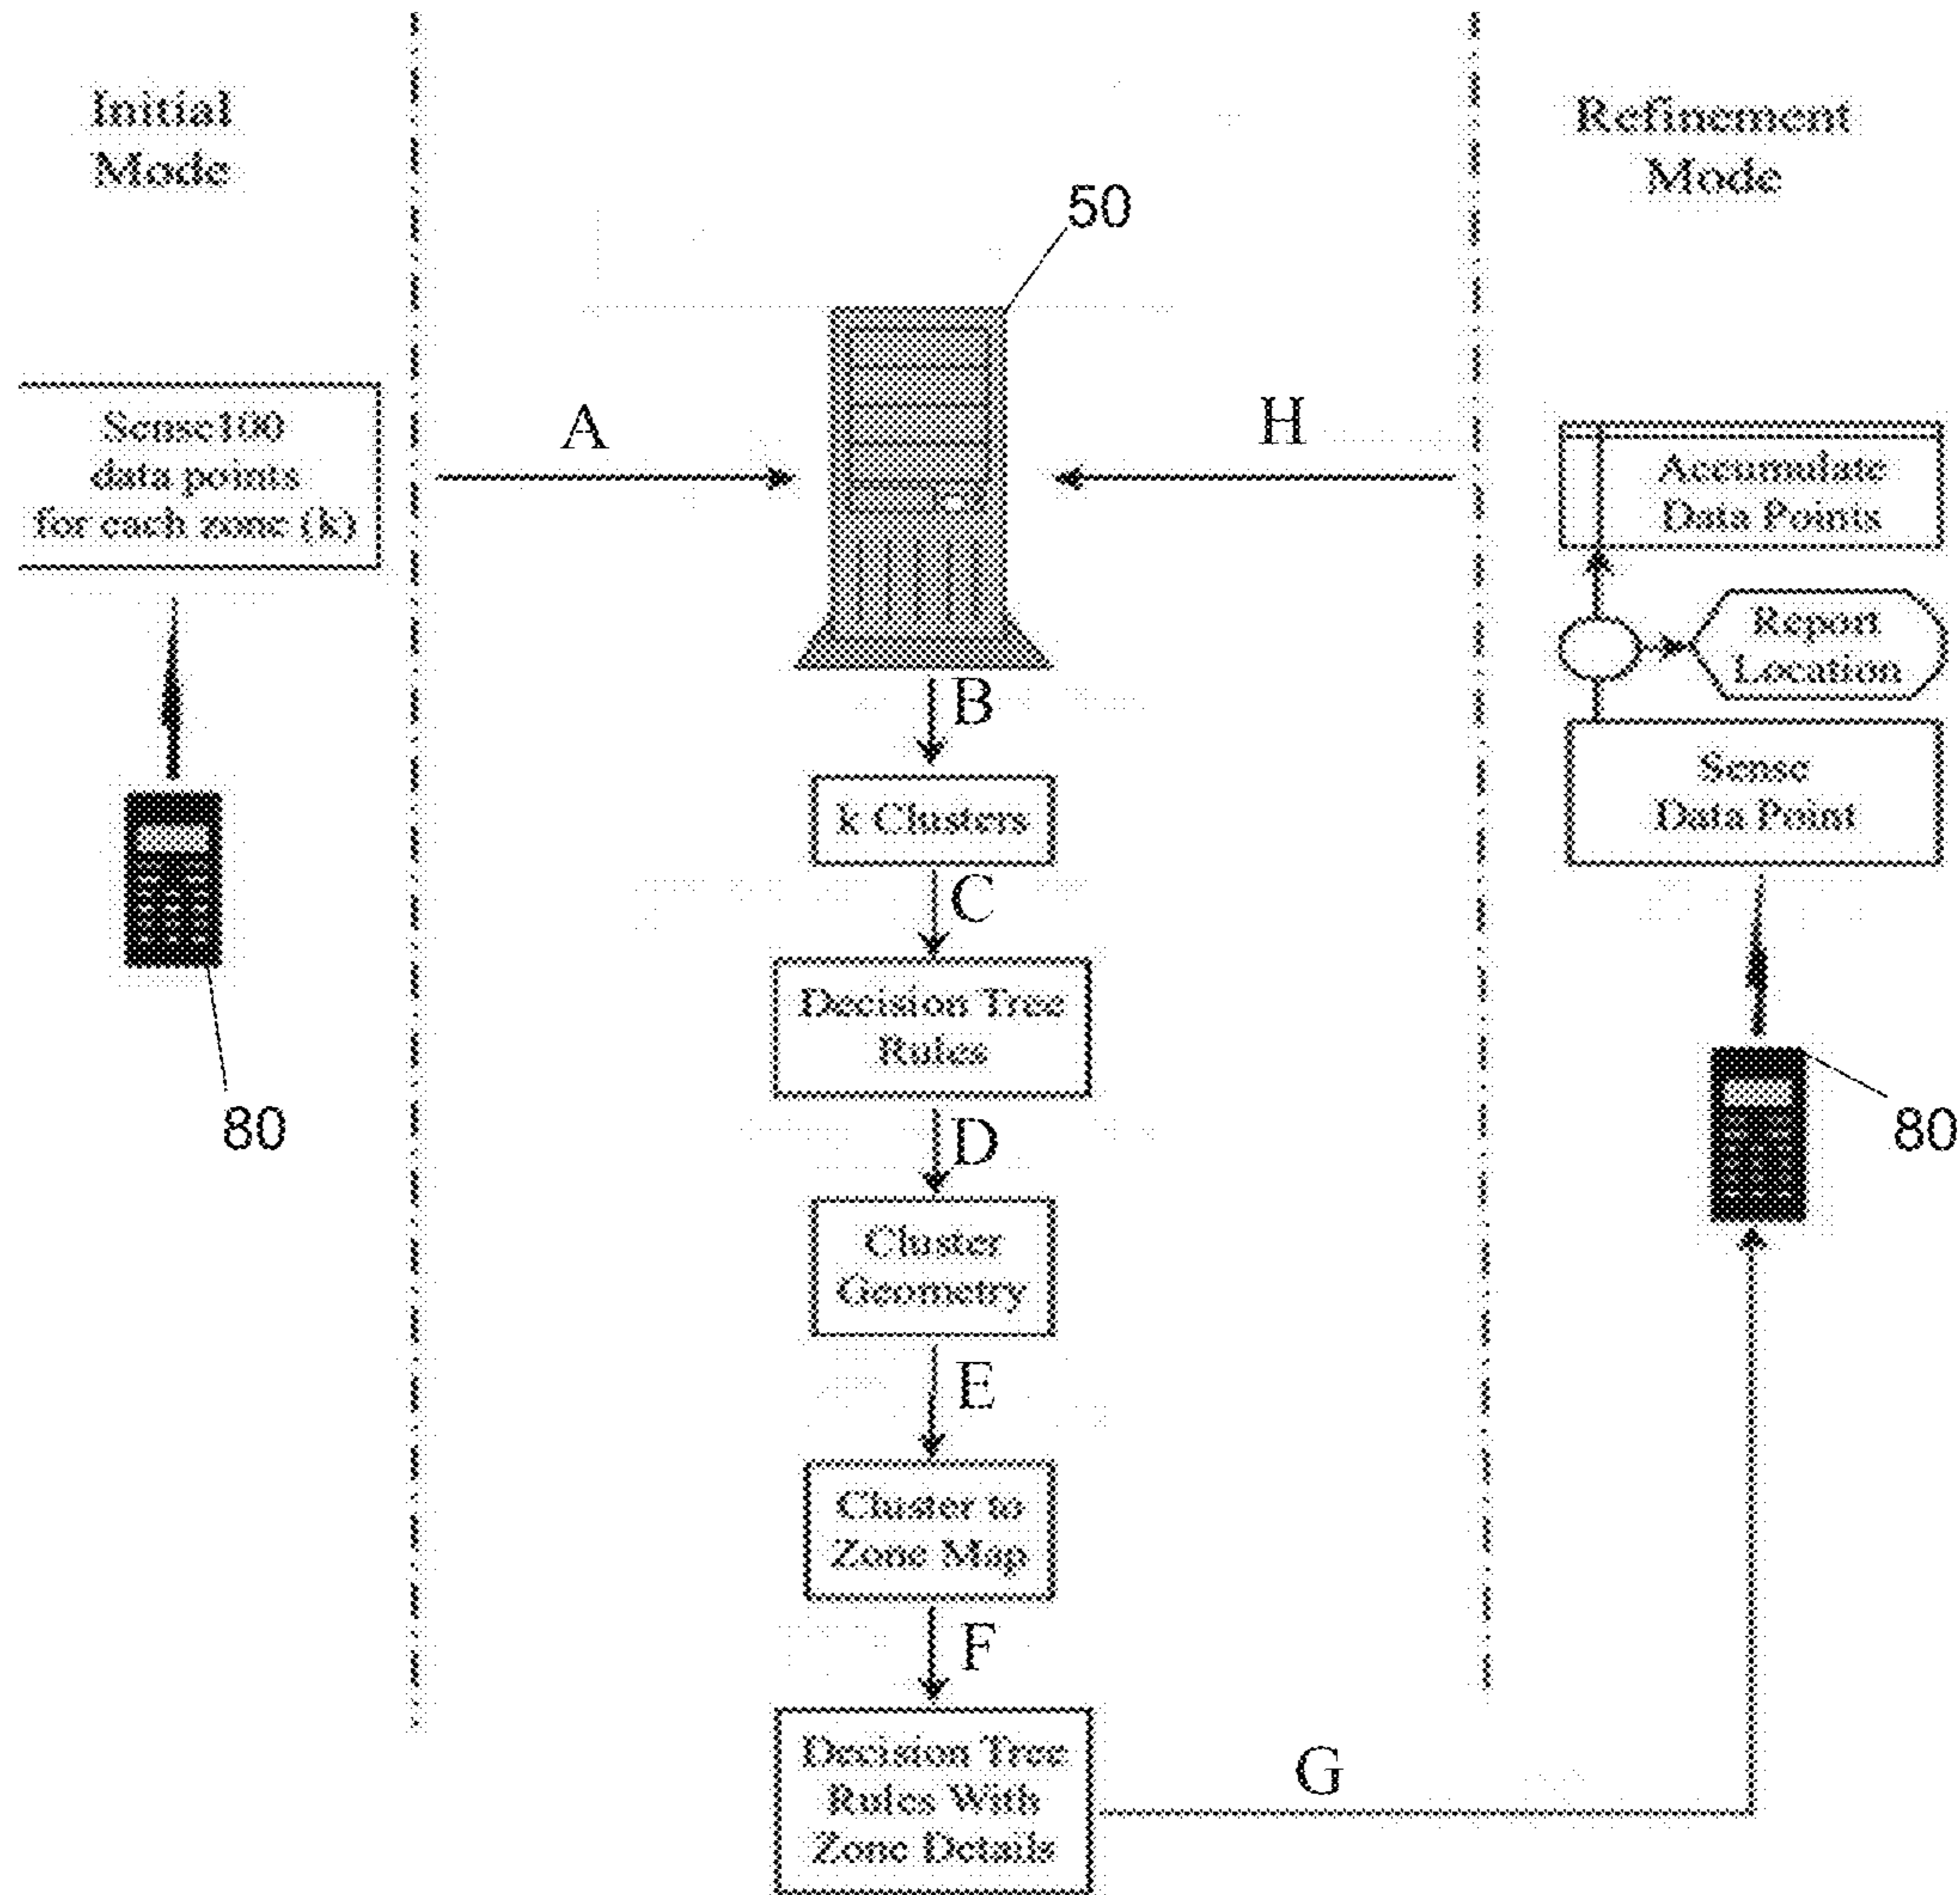 Initial
Mode
Refinement
Mode
50
Sense100
data points
for each zone (k)
A
H
Accumulate
Data Points
Report
Location
Sense
Data Point
B
k Clusters
C
Decision Tree
Rules
80
80
D
Cluster
Geometry
E
Cluster to
Zone Map
F
Decision Tree
Rules With
Zone Details
G